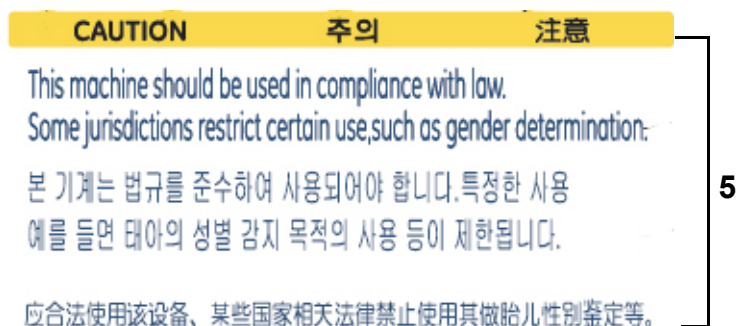 CAUTION 주의 注意
This machine should be used in compliance with law.
Some jurisdictions restrict certain use,such as gender determination.
본 기계는 법규를 준수하여 사용되어야 합니다.특정한 사용
예를 들면 태아의 성별 감지 목적의 사용 등이 제한됩니다.
应合法使用该设备、某些国家相关法律禁止使用其做胎儿性别鉴定等。
5